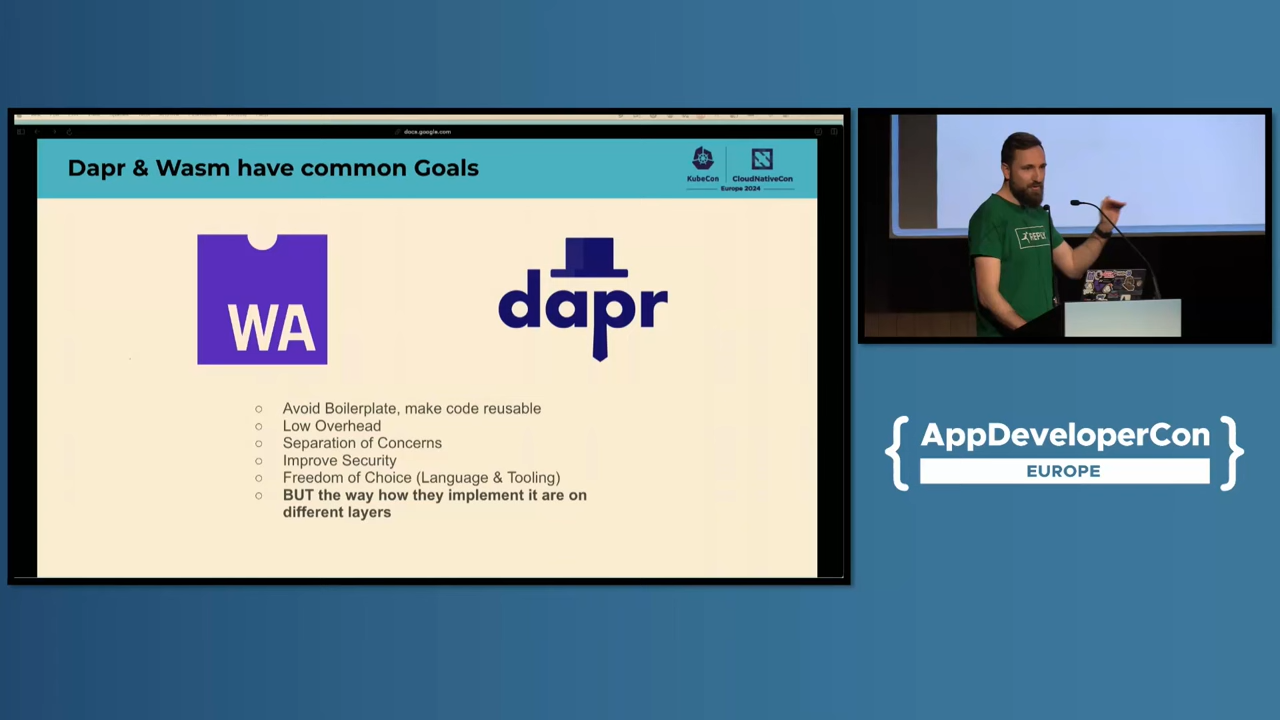 docs.google.com
Dapr & Wasm have common Goals
KubeCon
CloudNativeCon
Europe 2024
WA
dapr
Avoid Boilerplate, make code reusable
Low Overhead
Separation of Concerns
Improve Security
Freedom of Choice (Language & Tooling)
BUT the way how they implement it are on
different layers
REPLY
AppDeveloperCon
EUROPE